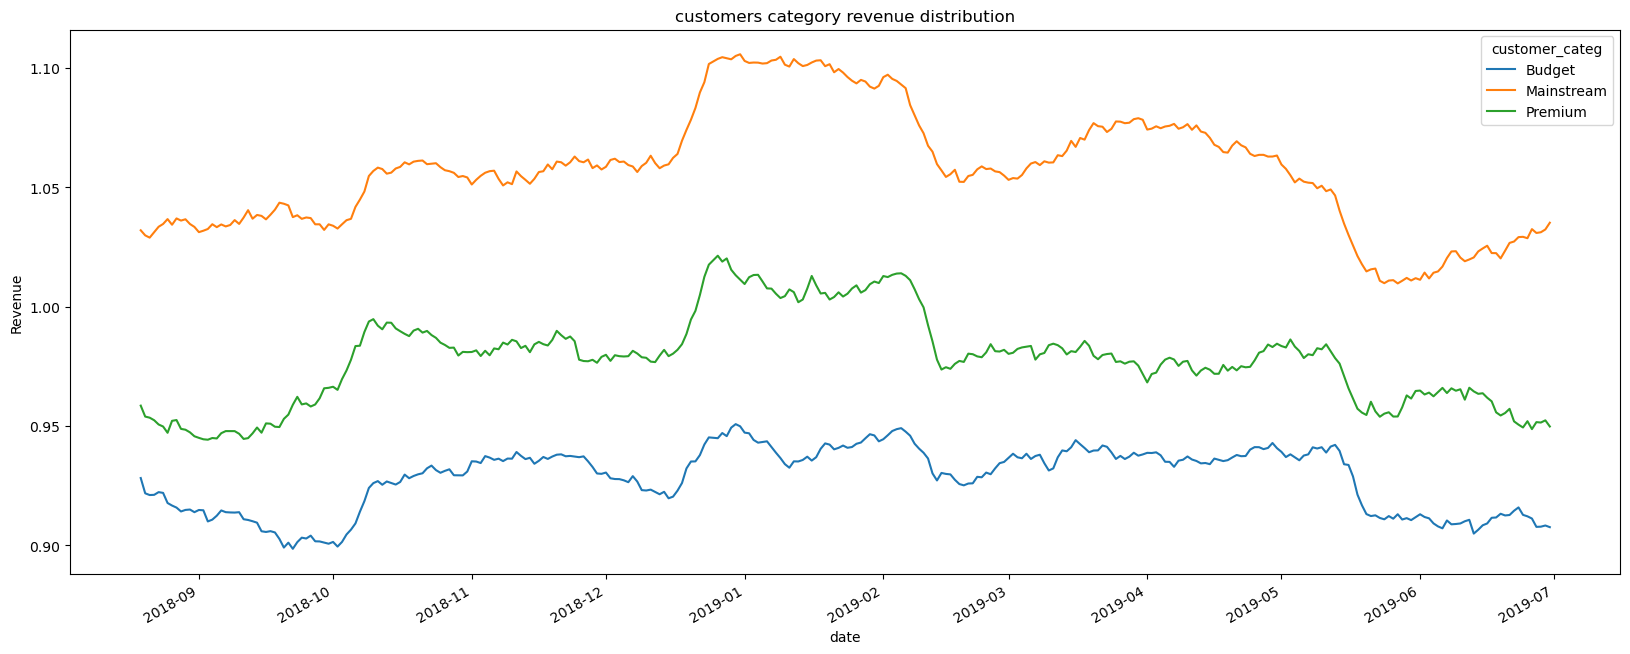 customers category revenue distribution
customer_categ
Budget
Mainstream
Premium
Revenue
1.10
1.05
1.00
0.95
0.90
2018-09
2018-10
2018-11
2018-12
2019-01
2019-02
2019-03
2019-04
2019-05
2019-06
2019-07
date